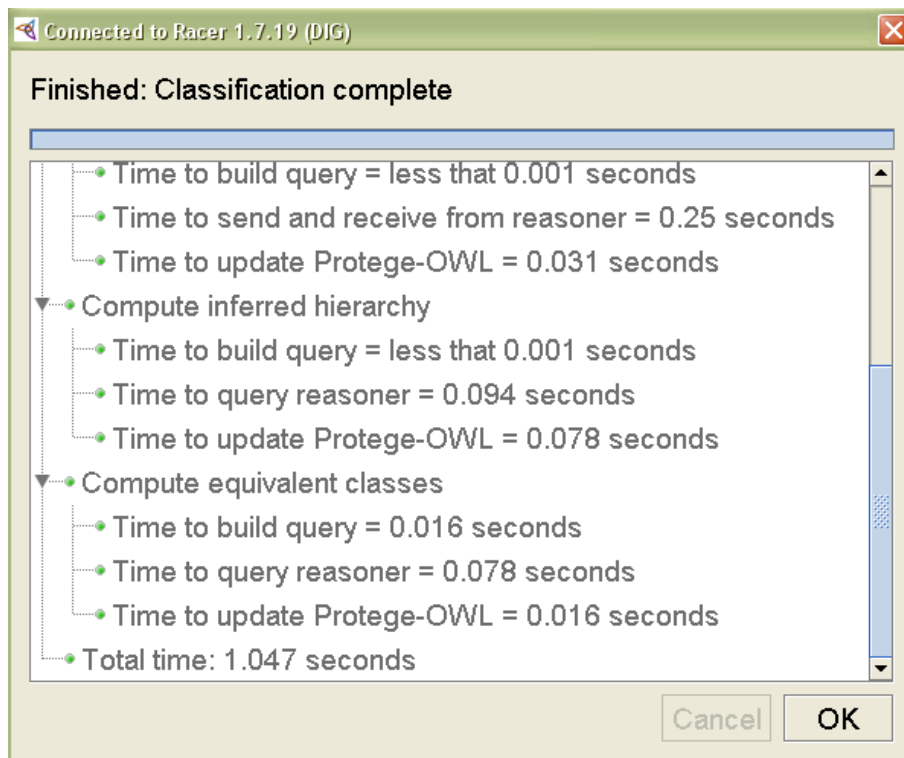 Connected to Racer 1.7.19 (DIG)
Finished: Classification complete
Time to build query = less that 0.001 seconds
Time to send and receive from reasoner = 0.25 seconds
Time to update Protege-OWL = 0.031 seconds
Compute inferred hierarchy
Time to build query = less that 0.001 seconds
Time to query reasoner = 0.094 seconds
Time to update Protege-OWL = 0.078 seconds
Compute equivalent classes
Time to build query = 0.016 seconds
Time to query reasoner = 0.078 seconds
Time to update Protege-OWL = 0.016 seconds
Total time: 1.047 seconds
Cancel OK